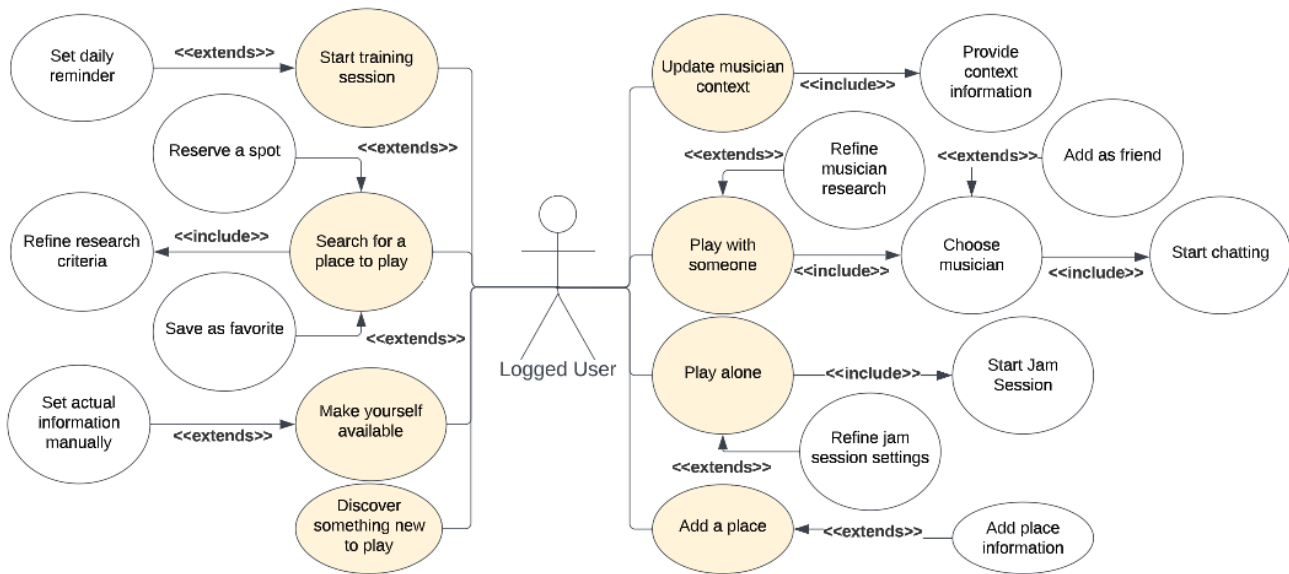 Set daily
reminder
<<extends>>
Start training
session
Update musician
context
<<include>>
Provide
context
information
Reserve a spot
<<extends>>
<<extends>>
Refine
musician
research
<<extends>>
Add as friend
Refine research
criteria
<<include>>
Search for a
place to play
Play with
someone
<<include>>
Choose
musician
<<include>>
Start chatting
Save as favorite
<<extends>>
Logged User
Play alone
<<include>>
Start Jam
Session
Set actual
information
manually
<<extends>>
Make yourself
available
Refine jam
session settings
<<extends>>
Discover
something new
to play
Add a place
<<extends>>
Add place
information